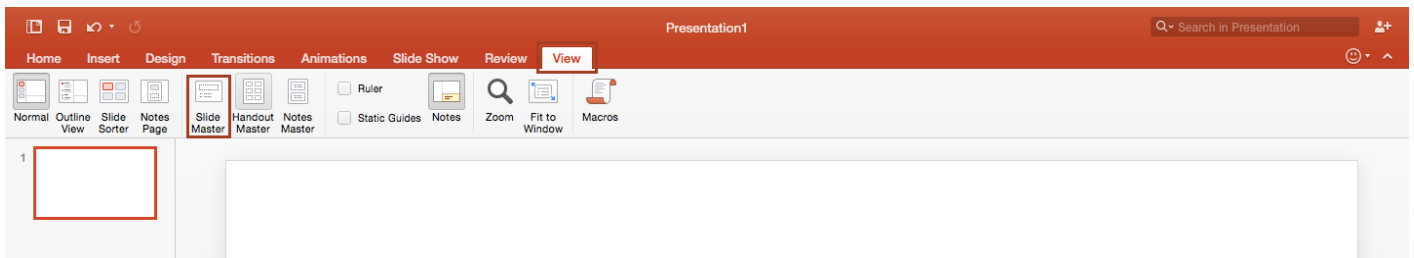 Presentation1
Search in Presentation
Home Insert Design Transitions Animations Slide Show Review View
Ruler
Normal Outline View Slide Sorter Notes Page Slide Master Handout Master Notes Master Static Guides Notes Zoom Fit to Window Macros
1